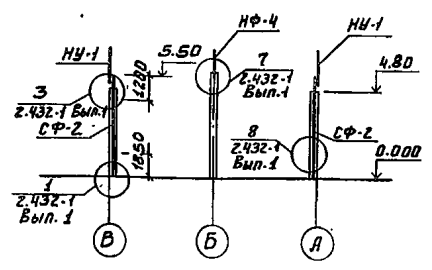 НУ-1
3
2.432-1
Вып.1
СФ-2
1
2.432-1
Вып. 1
1200
1850
5.50
НФ-4
7
2.432-1
Вып.1
НУ-1
4.80
8
2.432-1
Вып.1
СФ-2
0.000
В
Б
А